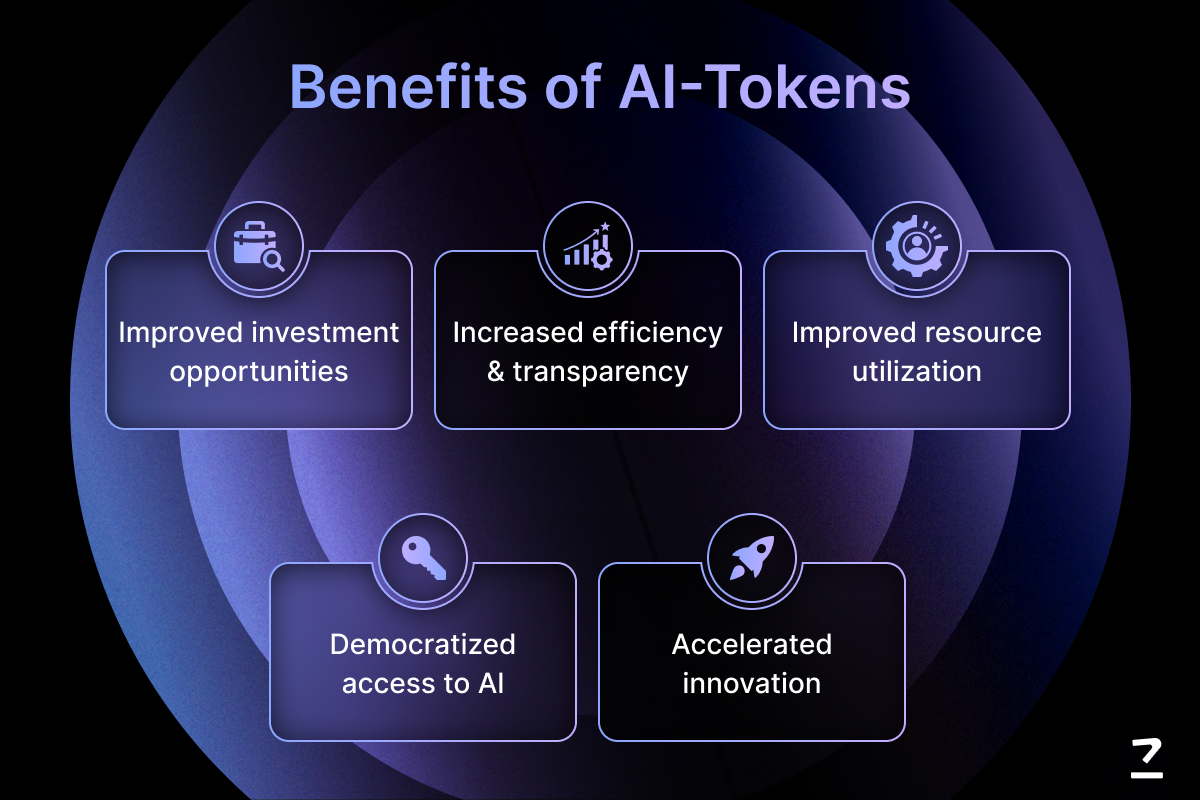 Benefits of AI-Tokens
Improved investment
opportunities
Increased efficiency
& transparency
Improved resource
utilization
Democratized
access to AI
Accelerated
innovation